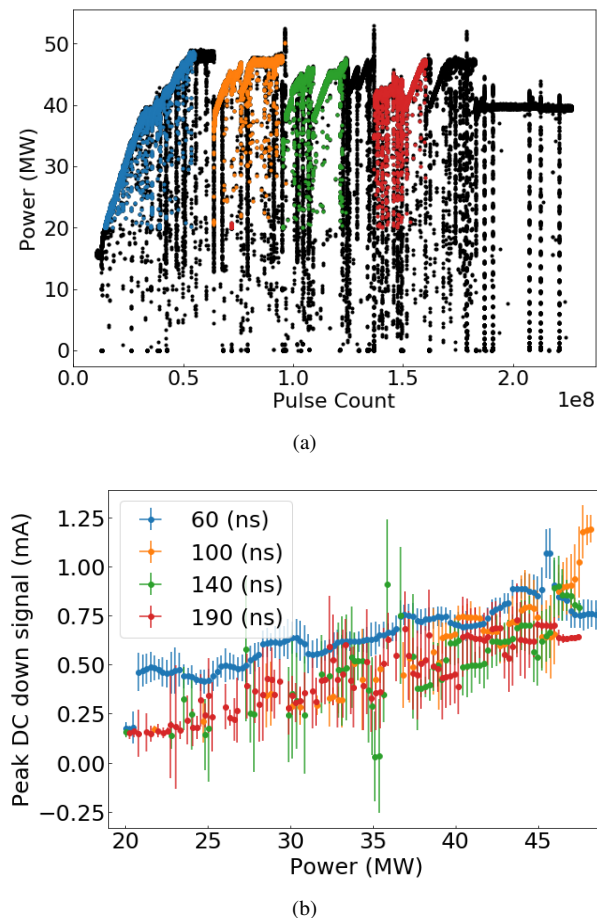 50
40
30
20
10
0
Power (MW)
0.0 0.5 1.0 1.5 2.0
Pulse Count
1e8
(a)
1.25
1.00
0.75
0.50
0.25
0.00
−0.25
Peak DC down signal (mA)
60 (ns)
100 (ns)
140 (ns)
190 (ns)
20 25 30 35 40 45
Power (MW)
(b)